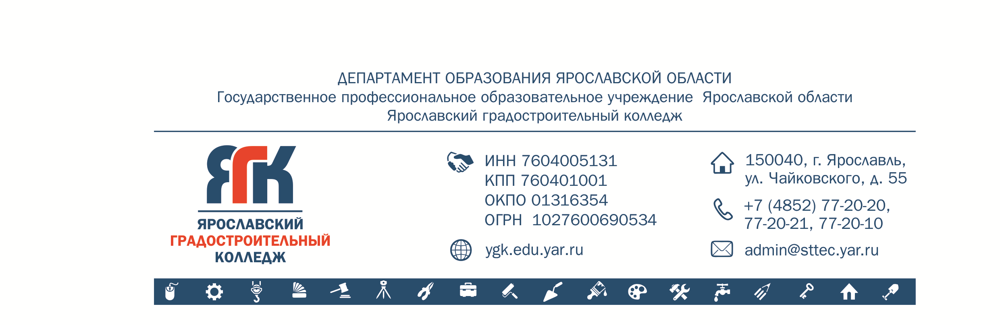 ДЕПАРТАМЕНТ ОБРАЗОВАНИЯ ЯРОСЛАВСКОЙ ОБЛАСТИ
Государственное профессиональное образовательное учреждение Ярославской области
Ярославский градостроительный колледж
ЯГК
ЯРОСЛАВСКИЙ
ГРАДОСТРОИТЕЛЬНЫЙ
КОЛЛЕДЖ
ИНН 7604005131
КПП 760401001
ОКПО 01316354
ОГРН 1027600690534
ygk.edu.yar.ru
150040, г. Ярославль,
ул. Чайковского, д. 55
+7 (4852) 77-20-20,
77-20-21, 77-20-10
admin@sttec.yar.ru